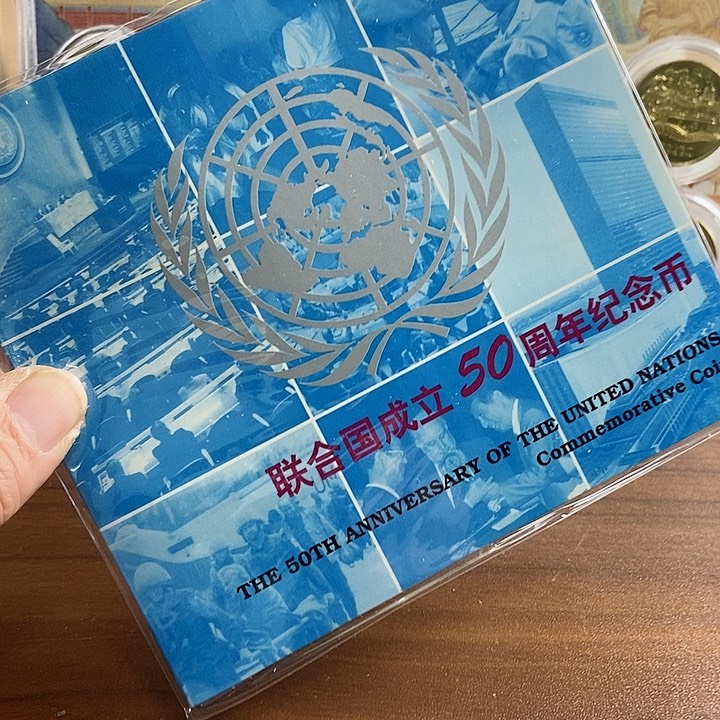 联合国成立50周年纪念币
THE 50TH ANNIVERSARY OF THE UNITED NATIONS
Commemorative Coi